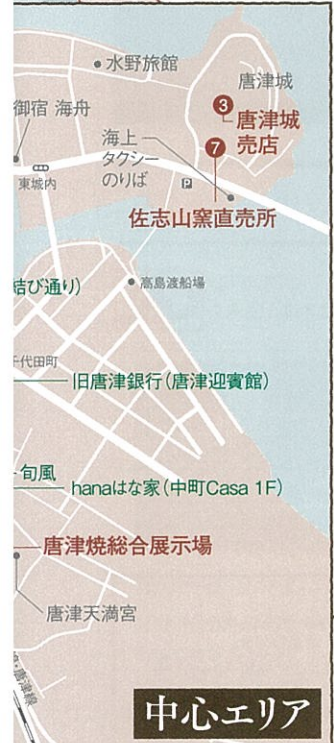 水野旅館
唐津城
御宿 海舟
3
唐津城
売店
海上
タクシー
のりば
7
東城内
P
佐志山窯直売所
結び通り)
高島渡船場
千代田町
旧唐津銀行(唐津迎賓館)
旬風
hanaはな家(中町Casa 1F)
唐津焼総合展示場
唐津天満宮
唐津線
中心エリア